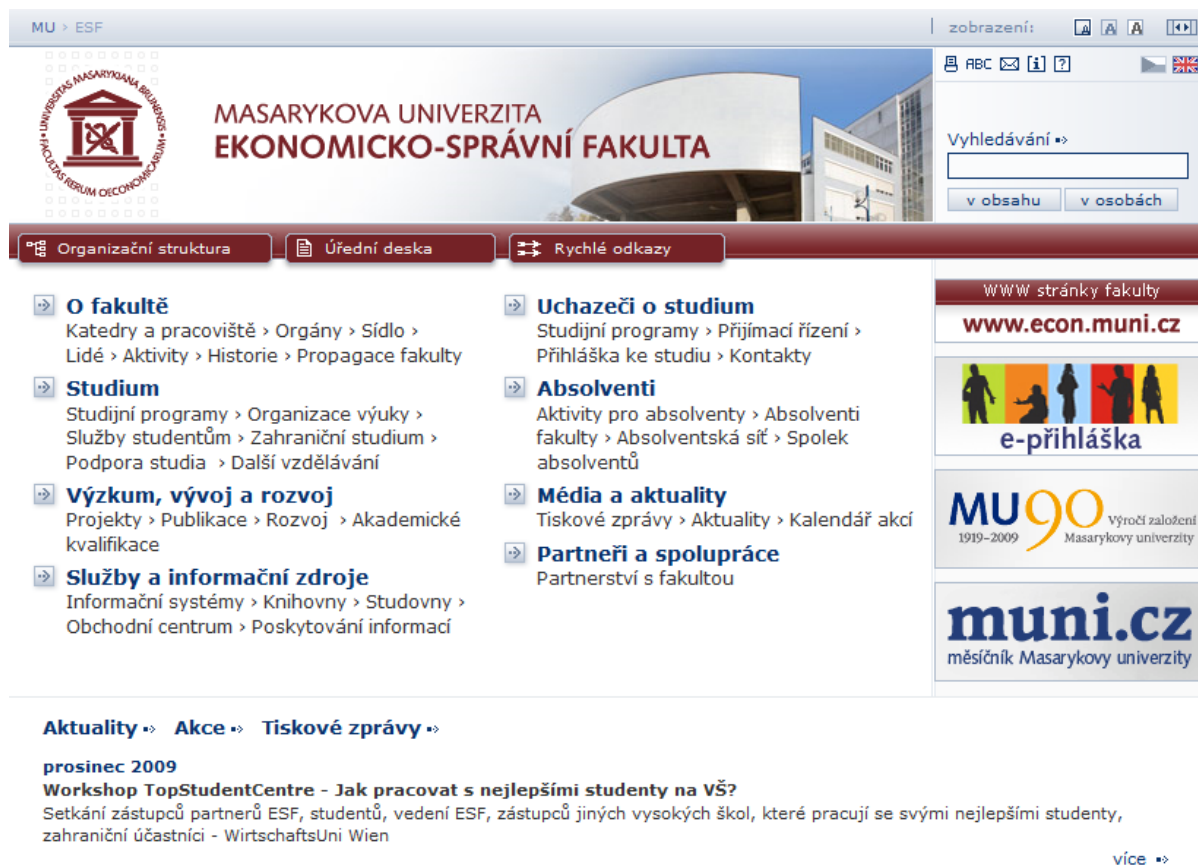 MU > ESF
zobrazení: A A A
ABC i ?
UNIVERSITAS MASARYKIANA BRUNENSIS • FACULTAS RERUM OECONOMICARUM •
MASARYKOVA UNIVERZITA
EKONOMICKO-SPRÁVNÍ FAKULTA
Vyhledávání
v obsahu v osobách
Organizační struktura Úřední deska Rychlé odkazy
O fakultě
Katedry a pracoviště › Orgány › Sídlo ›
Lidé › Aktivity › Historie › Propagace fakulty
Studium
Studijní programy › Organizace výuky ›
Služby studentům › Zahraniční studium ›
Podpora studia › Další vzdělávání
Výzkum, vývoj a rozvoj
Projekty › Publikace › Rozvoj › Akademické
kvalifikace
Služby a informační zdroje
Informační systémy › Knihovny › Studovny ›
Obchodní centrum › Poskytování informací
Uchazeči o studium
Studijní programy › Přijímací řízení ›
Přihláška ke studiu › Kontakty
Absolventi
Aktivity pro absolventy › Absolventi
fakulty › Absolventská síť › Spolek
absolventů
Média a aktuality
Tiskové zprávy › Aktuality › Kalendář akcí
Partneři a spolupráce
Partnerství s fakultou
WWW stránky fakulty
www.econ.muni.cz
e-přihláška
MU90
1919–2009
Výročí založení
Masarykovy univerzity
muni.cz
měsíčník Masarykovy univerzity
Aktuality Akce Tiskové zprávy
prosinec 2009
Workshop TopStudentCentre - Jak pracovat s nejlepšími studenty na VŠ?
Setkání zástupců partnerů ESF, studentů, vedení ESF, zástupců jiných vysokých škol, které pracují se svými nejlepšími studenty,
zahraniční účastníci - WirtschaftsUni Wien
více